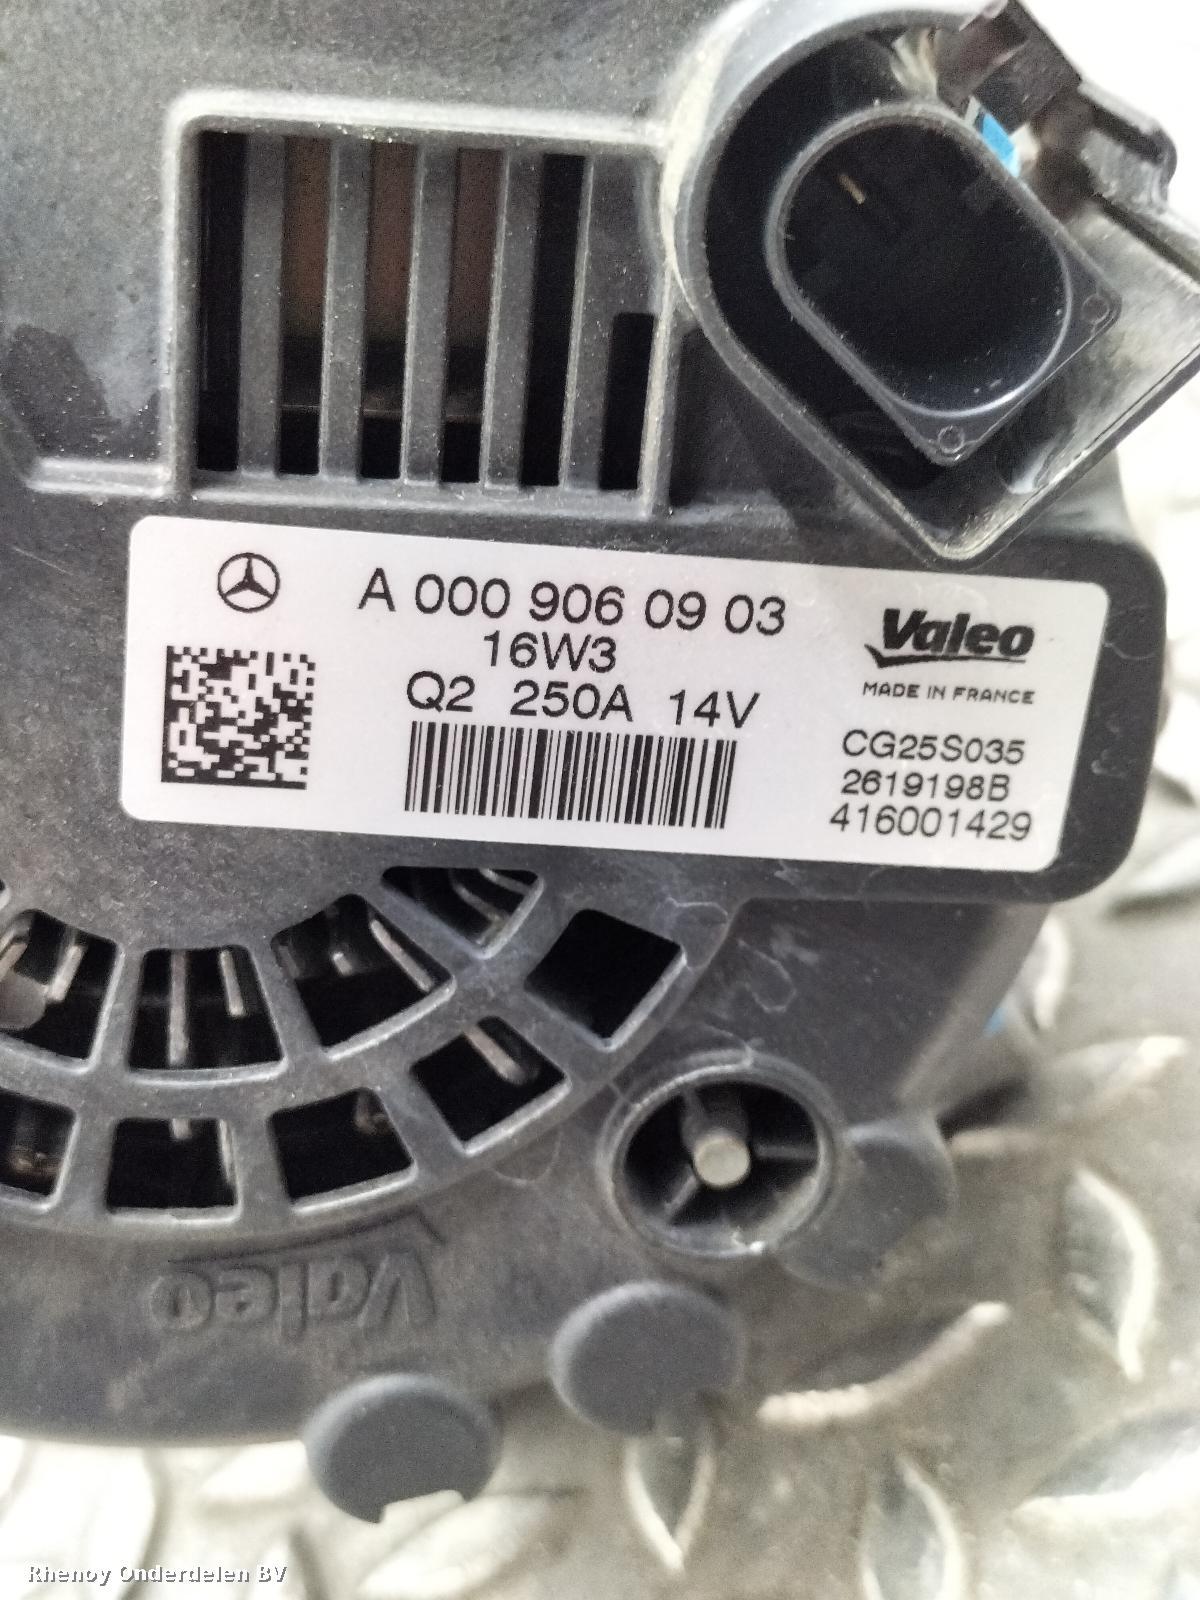 A 000 906 09 03
16W3
Q2 250A 14V
Valeo
MADE IN FRANCE
CG25S035
2619198B
416001429
Valeo
Rhenoy Onderdelen BV